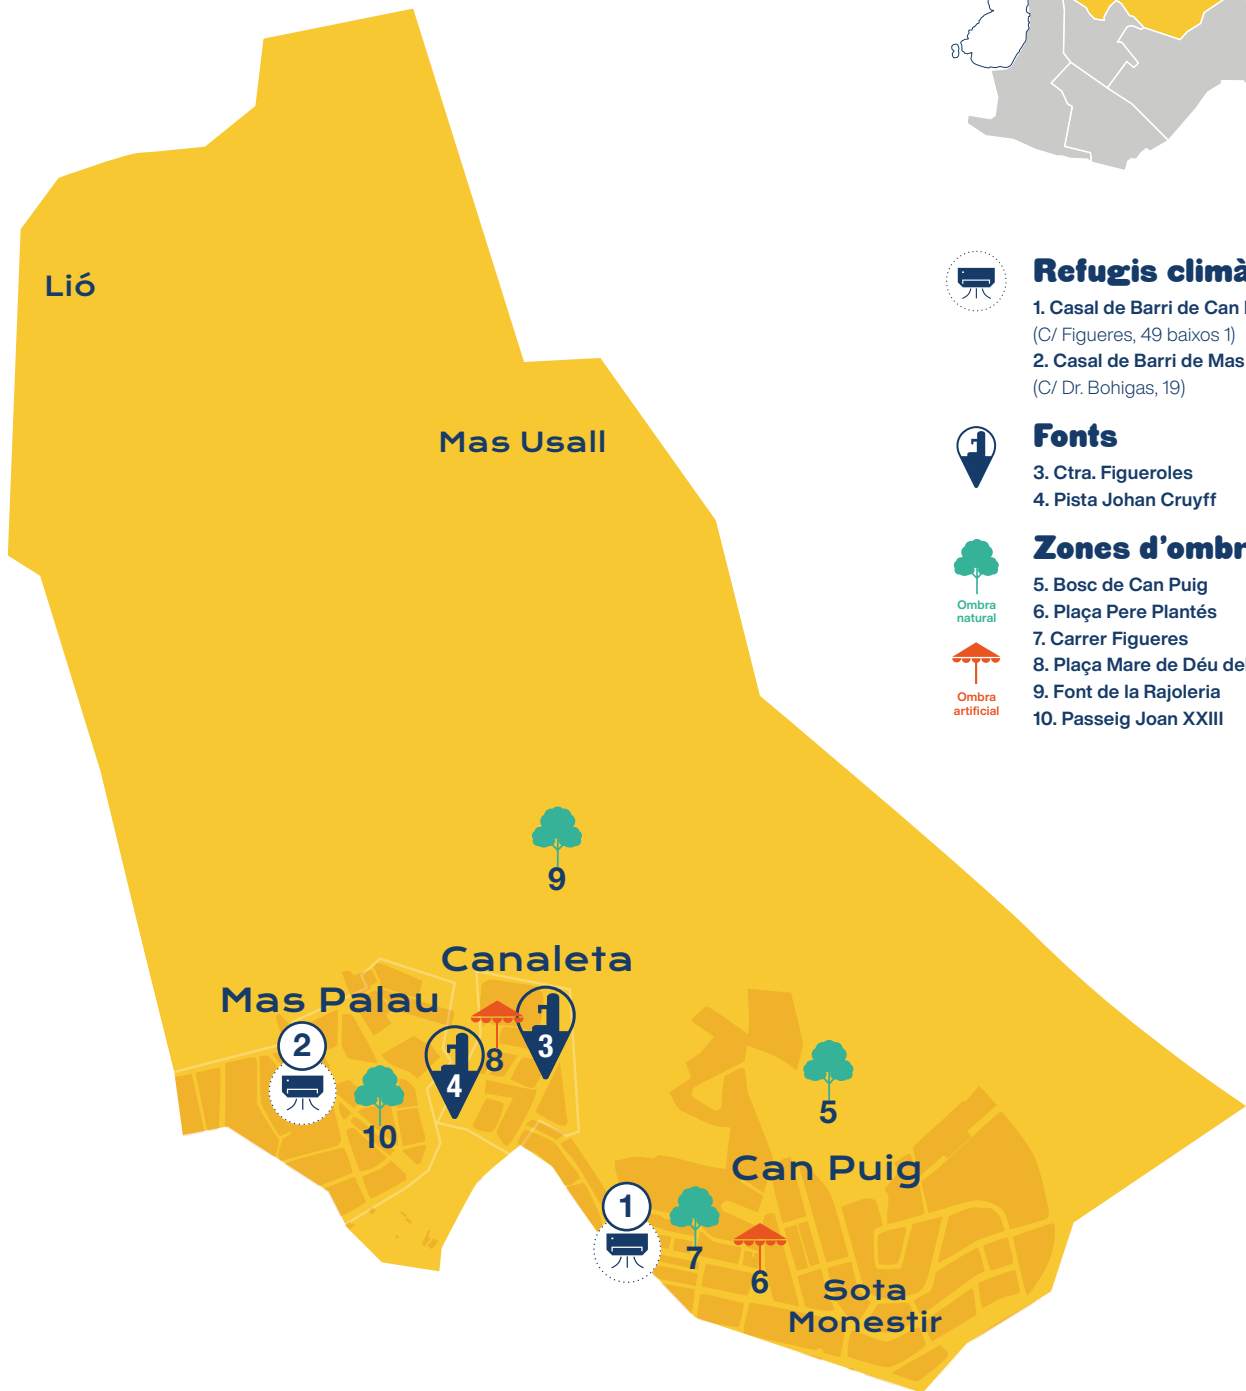 Lió
Mas Usall
9
Canaleta
Mas Palau
2
3
8
4
10
5
Can Puig
1
7
6
Sota
Monestir
Refugis climà
1. Casal de Barri de Can
(C/ Figueres, 49 baixos 1)
2. Casal de Barri de Mas
(C/ Dr. Bohigas, 19)
Fonts
3. Ctra. Figueroles
4. Pista Johan Cruyff
Zones d’ombr
Ombra
natural
Ombra
artificial
5. Bosc de Can Puig
6. Plaça Pere Plantés
7. Carrer Figueres
8. Plaça Mare de Déu del
9. Font de la Rajoleria
10. Passeig Joan XXIII